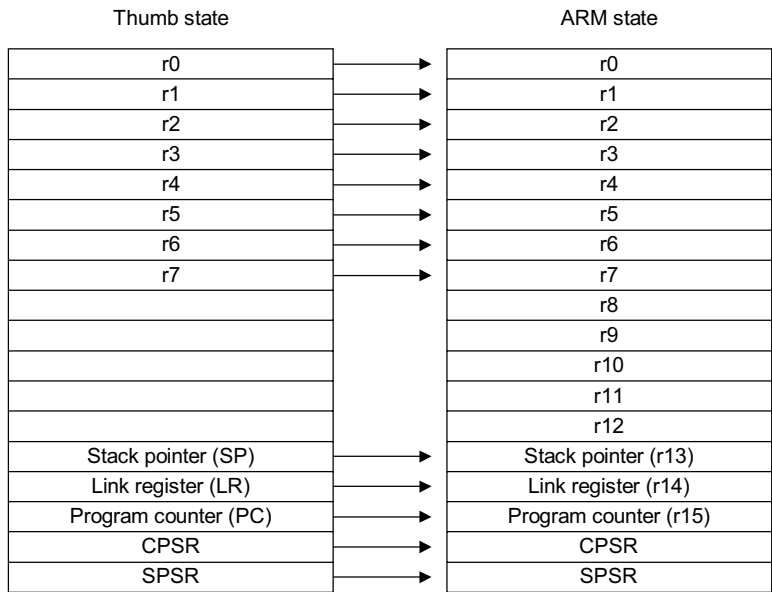 Thumb state ARM state
r0 r0
r1 r1
r2 r2
r3 r3
r4 r4
r5 r5
r6 r6
r7 r7
r8
r9
r10
r11
r12
Stack pointer (SP) Stack pointer (r13)
Link register (LR) Link register (r14)
Program counter (PC) Program counter (r15)
CPSR CPSR
SPSR SPSR